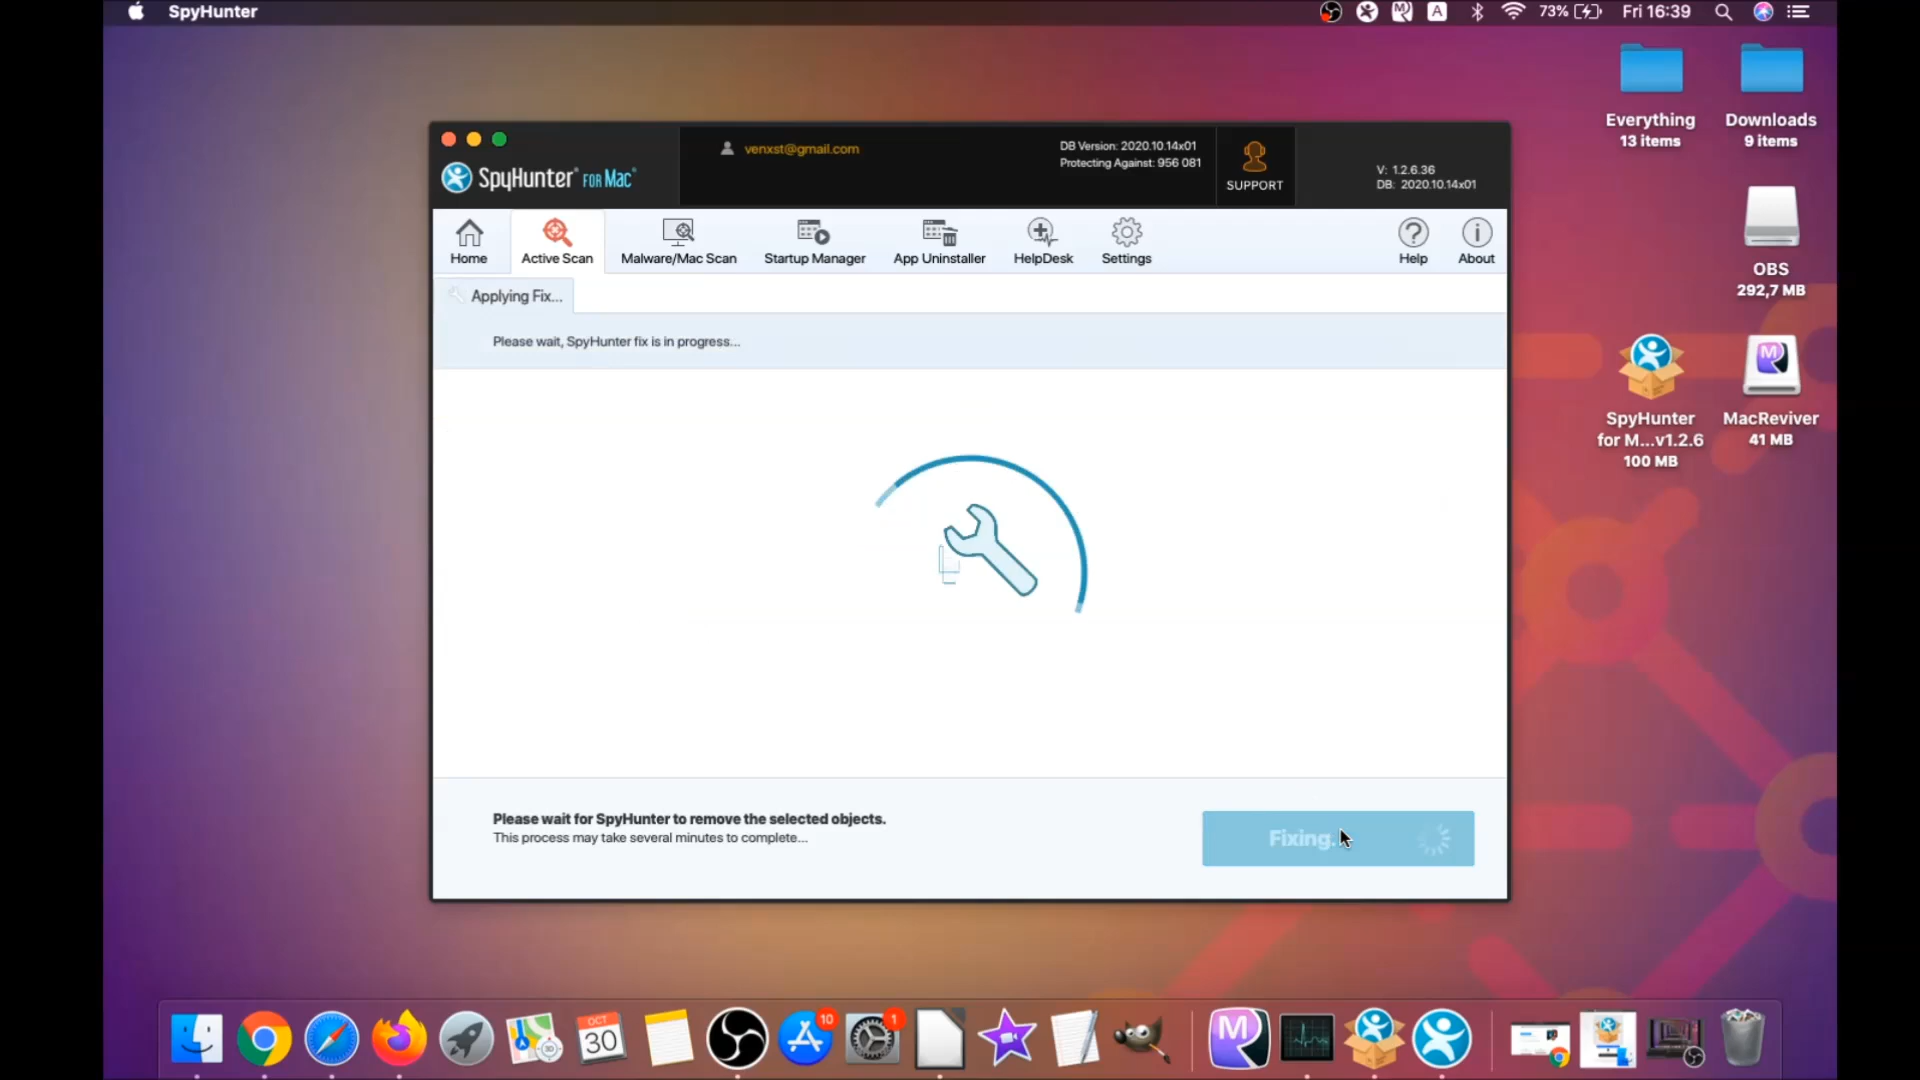 SpyHunter
A
73%
Fri 16:39
Everything
13 items
Downloads
9 items
OBS
292,7 MB
SpyHunter
for M...v1.2.6
100 MB
MacReviver
41 MB
SpyHunter® FOR MAC®
venxst@gmail.com
DB Version: 2020.10.14x01
Protecting Against: 956 081
SUPPORT
V: 1.2.6.36
DB: 2020.10.14x01
Home
Active Scan
Malware/Mac Scan
Startup Manager
App Uninstaller
HelpDesk
Settings
Help
About
Applying Fix...
Please wait, SpyHunter fix is in progress...
Please wait for SpyHunter to remove the selected objects.
This process may take several minutes to complete...
Fixing.
OCT
30
10
1